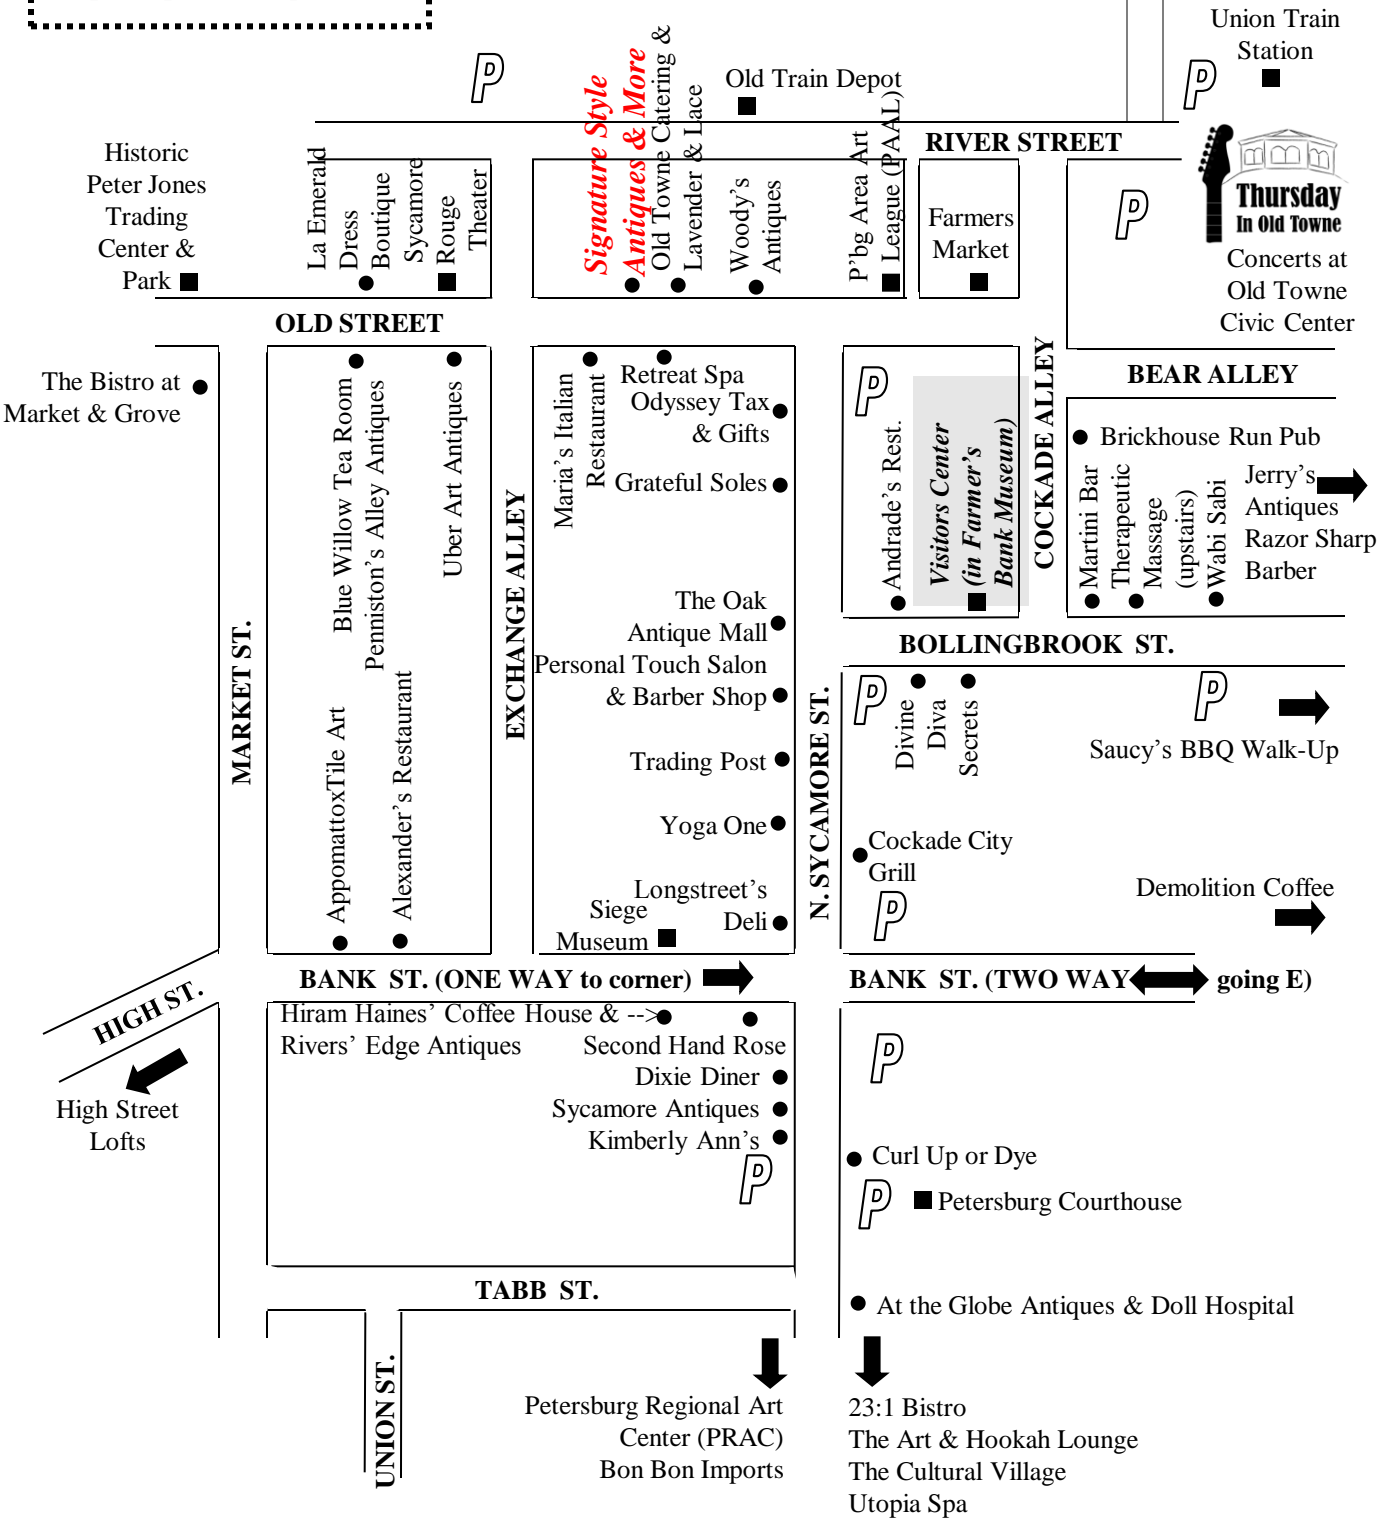 Union Train
Station
P
P
Old Train Depot
RIVER STREET
Historic
Peter Jones
Trading
Center &
Park
La Emerald
Dress
Boutique
Sycamore
Rouge
Theater
Signature Style
Antiques & More
Old Towne Catering &
Lavender & Lace
Woody's
Antiques
P'bg Area Art
League (PAAL)
Farmers
Market
P
Thursday
In Old Towne
Concerts at
Old Towne
Civic Center
OLD STREET
The Bistro at
Market & Grove
Blue Willow Tea Room
Penniston's Alley Antiques
Uber Art Antiques
AppomattoxTile Art
Alexander's Restaurant
MARKET ST.
EXCHANGE ALLEY
Maria's Italian
Restaurant
Retreat Spa
Odyssey Tax
& Gifts
Grateful Soles
The Oak
Antique Mall
Personal Touch Salon
& Barber Shop
Trading Post
Yoga One
Longstreet's
Deli
Siege
Museum
N. SYCAMORE ST.
P
Andrade's Rest.
Visitors Center
(in Farmer's
Bank Museum)
COCKADE ALLEY
BEAR ALLEY
Brickhouse Run Pub
Martini Bar
Therapeutic
Massage
(upstairs)
Wabi Sabi
Jerry's
Antiques
Razor Sharp
Barber
BOLLINGBROOK ST.
P
Divine
Diva
Secrets
P
Saucy's BBQ Walk-Up
Cockade City
Grill
P
Demolition Coffee
BANK ST. (ONE WAY to corner)
BANK ST. (TWO WAY going E)
HIGH ST.
High Street
Lofts
Hiram Haines' Coffee House & -->
Rivers' Edge Antiques
Second Hand Rose
Dixie Diner
Sycamore Antiques
Kimberly Ann's
P
P
Curl Up or Dye
P
Petersburg Courthouse
TABB ST.
At the Globe Antiques & Doll Hospital
UNION ST.
Petersburg Regional Art
Center (PRAC)
Bon Bon Imports
23:1 Bistro
The Art & Hookah Lounge
The Cultural Village
Utopia Spa